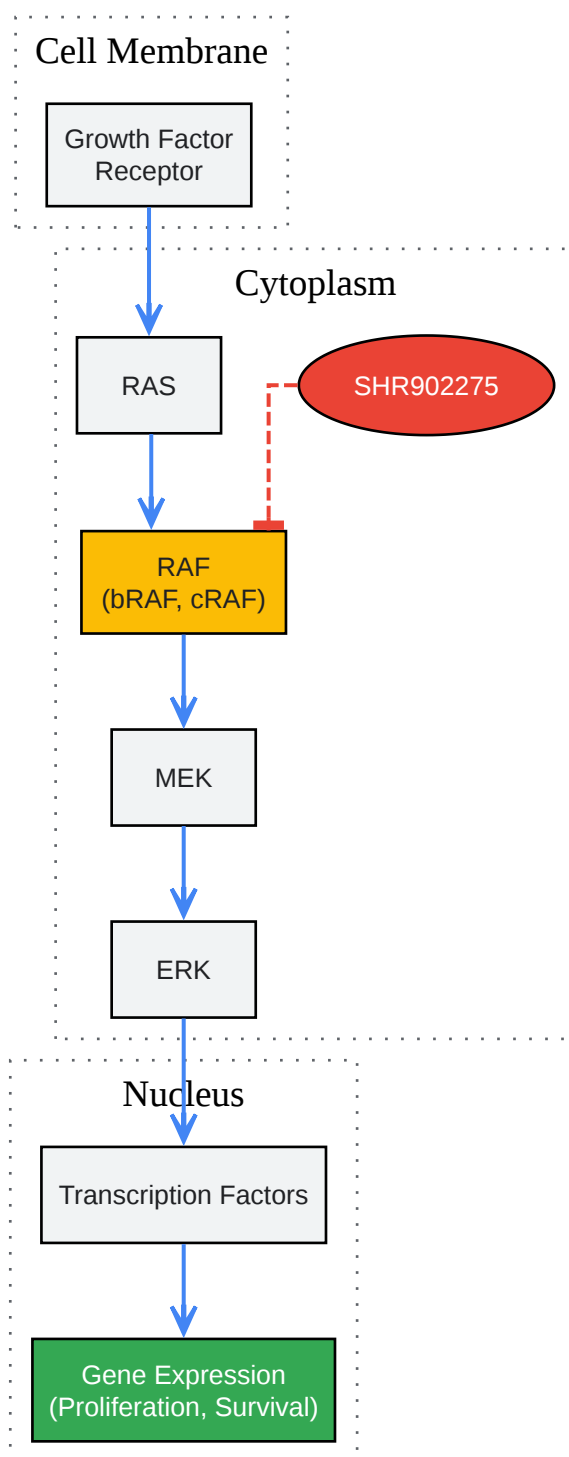 Cell Membrane
Growth Factor
Receptor
Cytoplasm
RAS
SHR902275
RAF
(bRAF, cRAF)
MEK
ERK
Nucleus
Transcription Factors
Gene Expression
(Proliferation, Survival)